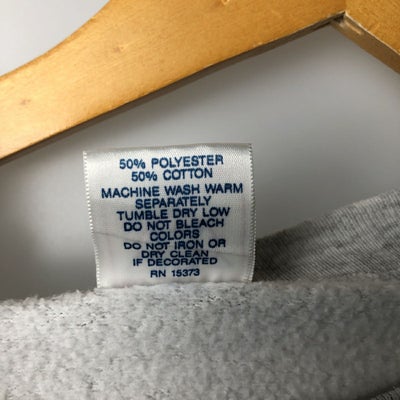 50% POLYESTER
50% COTTON
MACHINE WASH WARM
SEPARATELY
TUMBLE DRY LOW
DO NOT BLEACH
COLORS
DO NOT IRON OR
DRY CLEAN
IF DECORATED
RN 15373